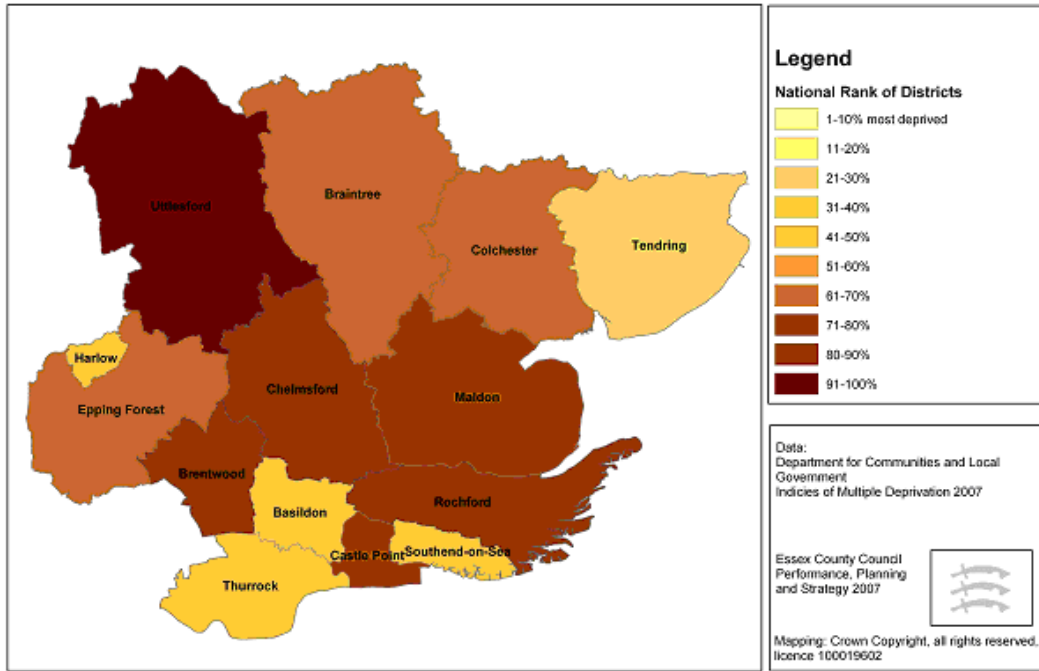 Uttlesford
Braintree
Colchester
Tendring
Harlow
Epping Forest
Chelmsford
Maldon
Brentwood
Basildon
Rochford
Castle Point
Southend-on-Sea
Thurrock
Legend
National Rank of Districts
1-10% most deprived
11-20%
21-30%
31-40%
41-50%
51-60%
61-70%
71-80%
80-90%
91-100%
Data:
Department for Communities and Local
Government
Indicies of Multiple Deprivation 2007
Essex County Council
Performance, Planning
and Strategy 2007
Mapping: Crown Copyright, all rights reserved,
licence 100019602